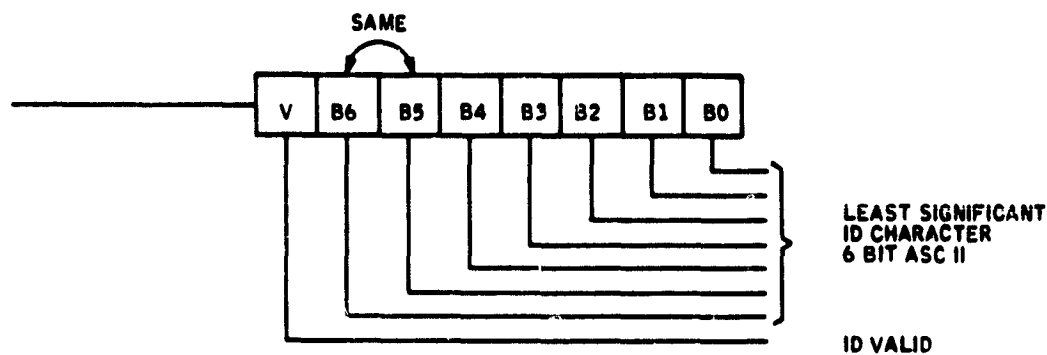 SAME
V B6 B5 B4 B3 B2 B1 B0
LEAST SIGNIFICANT
ID CHARACTER
6 BIT ASC II
ID VALID